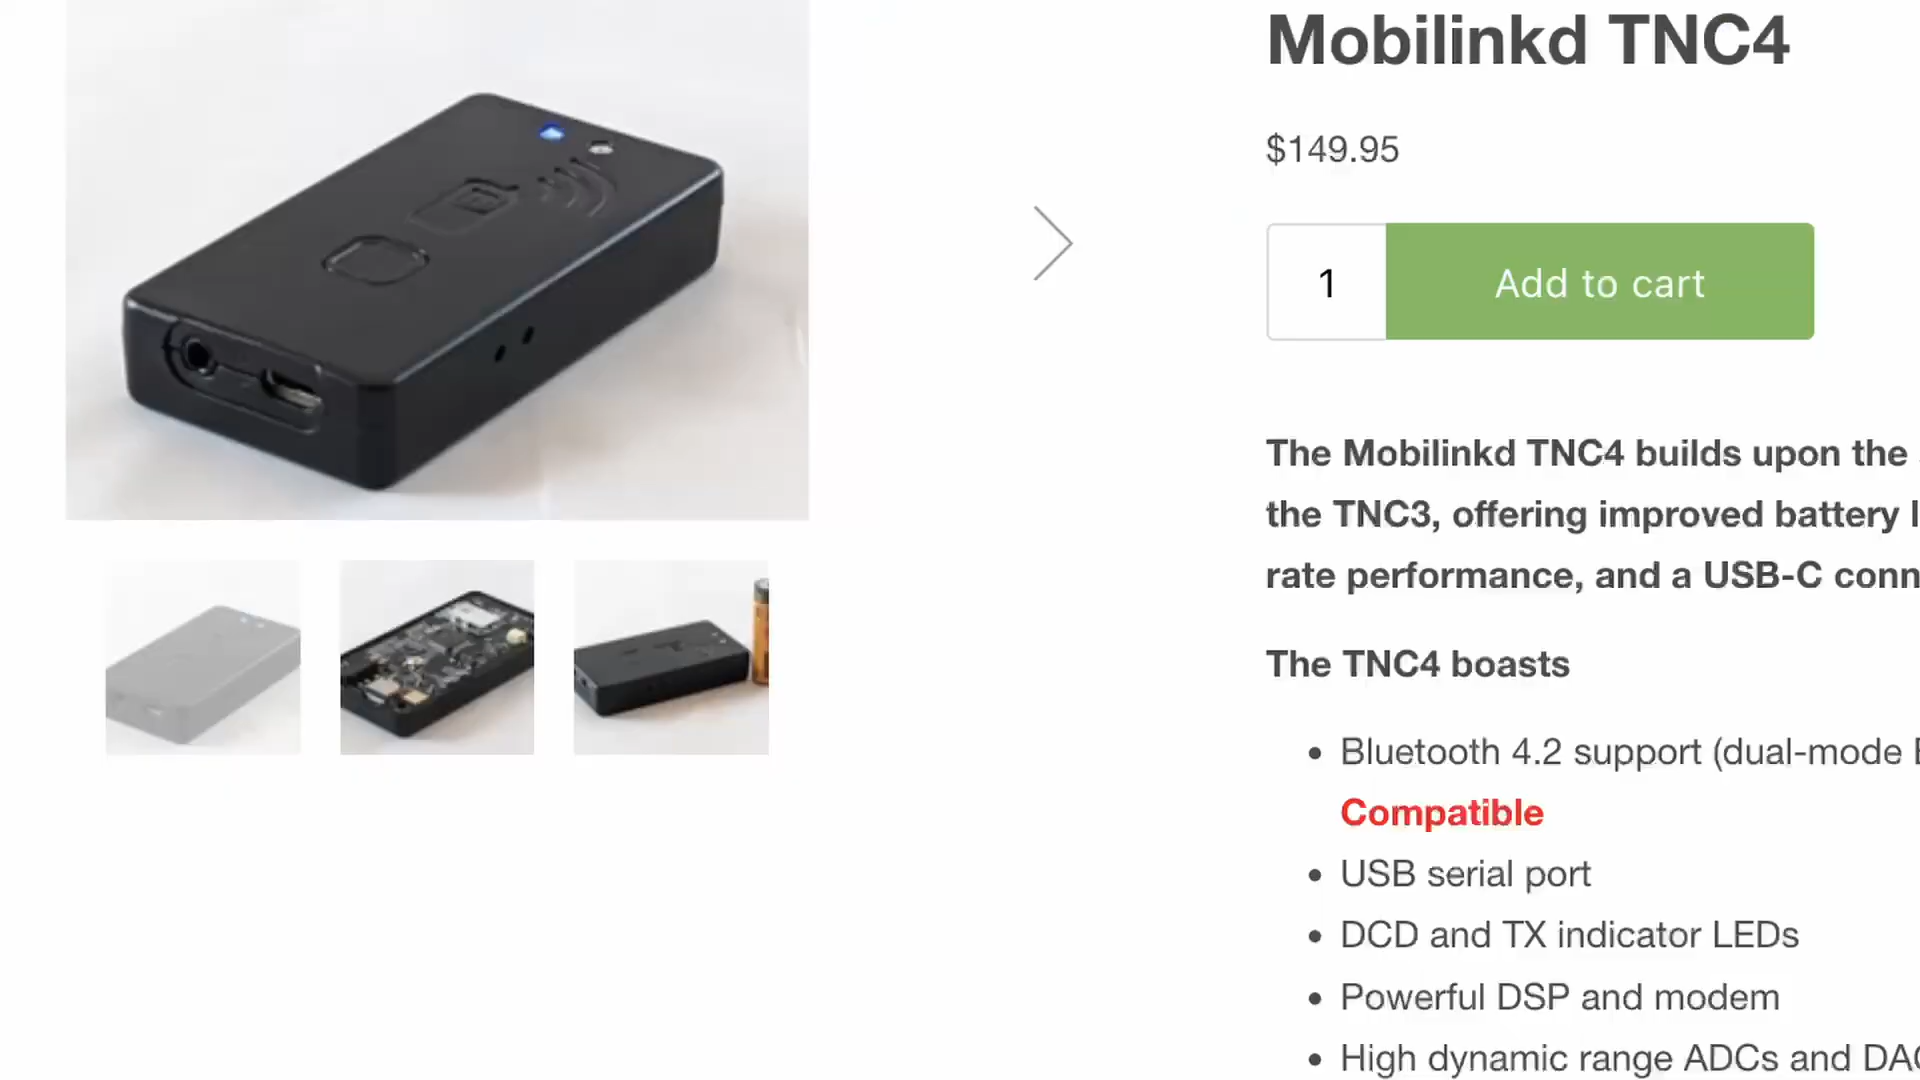 Mobilinkd TNC4
$149.95
1
Add to cart
The Mobilinkd TNC4 builds upon the
the TNC3, offering improved battery
rate performance, and a USB-C conn
The TNC4 boasts
Bluetooth 4.2 support (dual-mode
Compatible
USB serial port
DCD and TX indicator LEDs
Powerful DSP and modem
High dynamic range ADCs and DAC